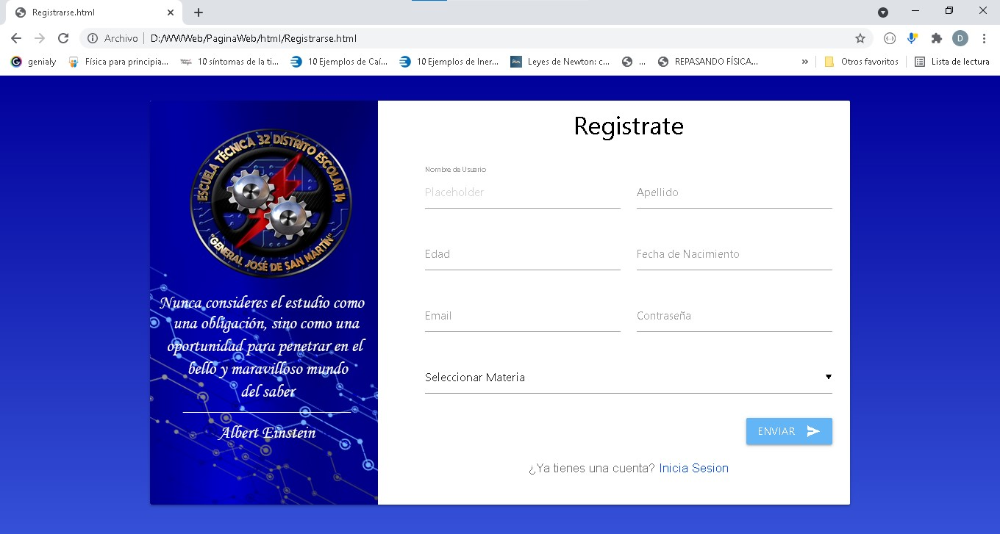 Registrarse.html
Archivo D:/WWWeb/PaginaWeb/html/Registrarse.html
D
genialy Física para principia... 10 síntomas de la ti... 10 Ejemplos de Caí... 10 Ejemplos de Iner... Leyes de Newton: c... ... REPASANDO FÍSICA... » Otros favoritos Lista de lectura
ESCUELA TÉCNICA 32 DISTRITO ESCOLAR 14
"GENERAL JOSÉ DE SAN MARTÍN"
Nunca consideres el estudio como
una obligación, sino como una
oportunidad para penetrar en el
bello y maravilloso mundo
del saber
Albert Einstein
Registrate
Nombre de Usuario
Placeholder Apellido
Edad Fecha de Nacimiento
Email Contraseña
Seleccionar Materia
ENVIAR
¿Ya tienes una cuenta? Inicia Sesion